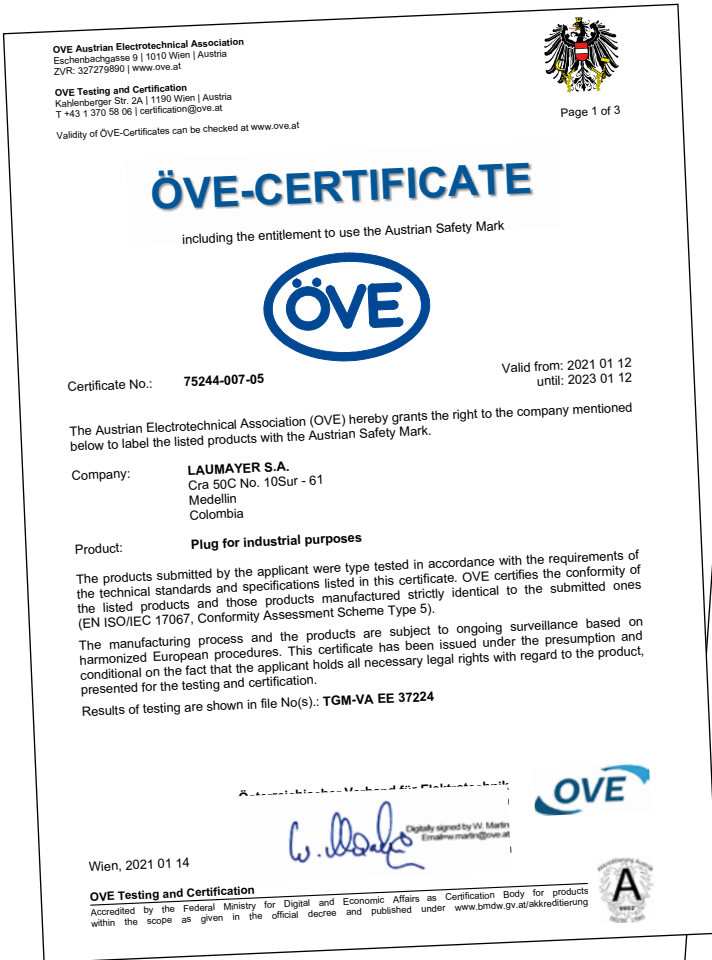 OVE Austrian Electrotechnical Association
Eschenbachgasse 9 | 1010 Wien | Austria
ZVR: 327279890 | www.ove.at
OVE Testing and Certification
Kahlenberger Str. 2A | 1190 Wien | Austria
T +43 1 370 58 06 | certification@ove.at
Validity of ÖVE-Certificates can be checked at www.ove.at
Page 1 of 3
ÖVE-CERTIFICATE
including the entitlement to use the Austrian Safety Mark
ÖVE
Certificate No.: 75244-007-05
Valid from: 2021 01 12
until: 2023 01 12
The Austrian Electrotechnical Association (OVE) hereby grants the right to the company mentioned
below to label the listed products with the Austrian Safety Mark.
Company: LAUMAYER S.A.
Cra 50C No. 10Sur - 61
Medellin
Colombia
Product: Plug for industrial purposes
The products submitted by the applicant were type tested in accordance with the requirements of
the technical standards and specifications listed in this certificate. OVE certifies the conformity of
the listed products and those products manufactured strictly identical to the submitted ones
(EN ISO/IEC 17067, Conformity Assessment Scheme Type 5).
The manufacturing process and the products are subject to ongoing surveillance based on
harmonized European procedures. This certificate has been issued under the presumption and
conditional on the fact that the applicant holds all necessary legal rights with regard to the product,
presented for the testing and certification.
Results of testing are shown in file No(s).: TGM-VA EE 37224
Österreichischer Verband für Elektrotechnik
OVE
W. Martin
Digitally signed by W. Martin
Email=w.martin@ove.at
Wien, 2021 01 14
OVE Testing and Certification
Accredited by the Federal Ministry for Digital and Economic Affairs as Certification Body for products
within the scope as given in the official decree and published under www.bmdw.gv.at/akkreditierung
Akkreditierung Austria
A
0902